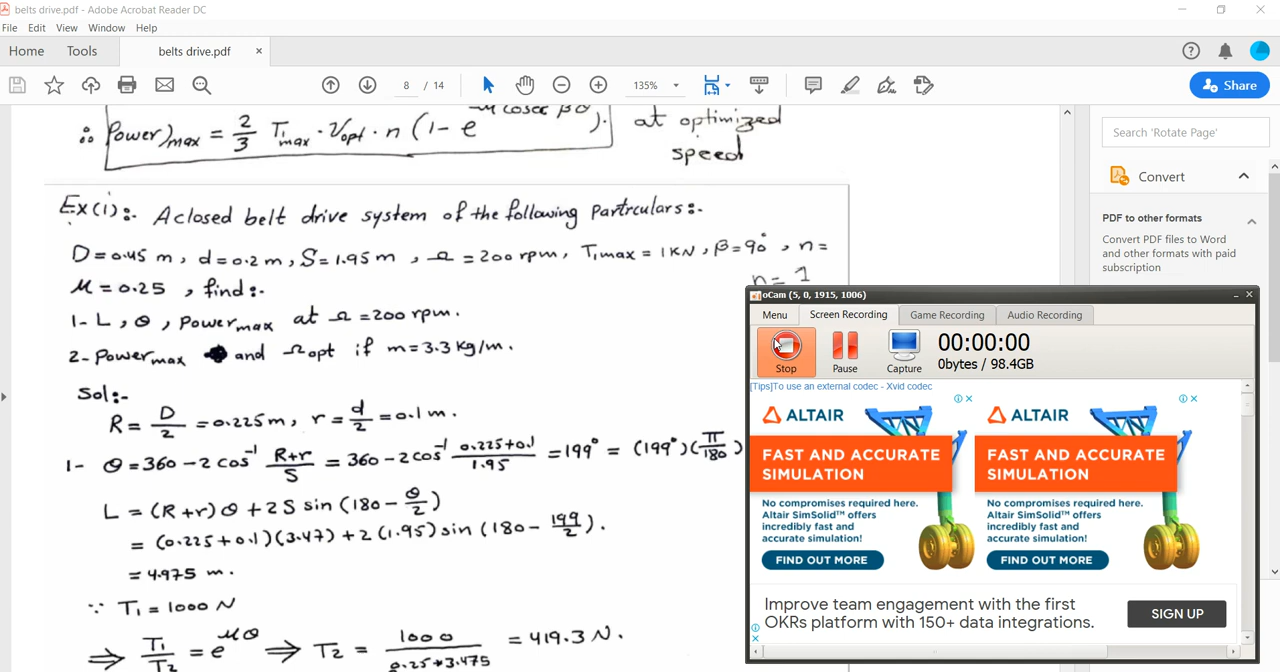 belts drive.pdf - Adobe Acrobat Reader DC
File Edit View Window Help
Home Tools belts drive.pdf ×
8 / 14 135% Share
∴ Power)max = 2/3 T1max · Vopt · n (1 - e^(-μ cosec β θ)). at optimized speed
Ex(i):- A closed belt drive system of the following Partrculars:-
D=0.45 m, d=0.2 m, S=1.95 m, Ω=200 rpm, T1max = 1KN, β=90°, n=
n = 1
μ=0.25, find:-
1- L, θ, Powermax at Ω=200 rpm.
2- Powermax and Ωopt if m=3.3 kg/m.
Sol:-
R = D/2 = 0.225 m, r = d/2 = 0.1 m.
1- θ = 360 - 2 cos⁻¹ (R+r)/S = 360 - 2 cos⁻¹ (0.225+0.1)/1.95 = 199° = (199°)(π/180)
L = (R+r)θ + 2S sin(180 - θ/2)
= (0.225+0.1)(3.47) + 2(1.95) sin(180 - 199/2).
= 4.975 m.
∵ T1 = 1000 N
⇒ T1/T2 = e^μθ ⇒ T2 = 1000 / 0.25*3.475 = 419.3 N.
Search 'Rotate Page'
Convert
PDF to other formats
Convert PDF files to Word
and other formats with paid
subscription
oCam (5, 0, 1915, 1006)
Menu Screen Recording Game Recording Audio Recording
Stop Pause Capture
00:00:00
0bytes / 98.4GB
[Tips]To use an external codec - Xvid codec
ALTAIR
FAST AND ACCURATE
SIMULATION
No compromises required here.
Altair SimSolid™ offers
incredibly fast and
accurate simulation!
FIND OUT MORE
ALTAIR
FAST AND ACCURATE
SIMULATION
No compromises required here.
Altair SimSolid™ offers
incredibly fast and
accurate simulation!
FIND OUT MORE
Improve team engagement with the first
OKRs platform with 150+ data integrations.
SIGN UP